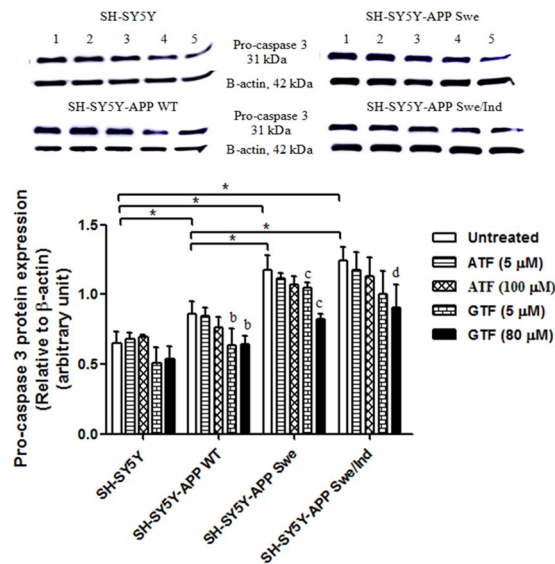 SH-SY5Y
SH-SY5Y-APP Swe
1 2 3 4 5
Pro-caspase 3
31 kDa
1 2 3 4 5
B-actin, 42 kDa
SH-SY5Y-APP WT
SH-SY5Y-APP Swe/Ind
Pro-caspase 3
31 kDa
B-actin, 42 kDa
Pro-caspase 3 protein expression
(Relative to β-actin)
(arbitrary unit)
1.5
1.0
0.5
0.0
*
*
*
*
*
b
b
c
c
d
Untreated
ATF (5 µM)
ATF (100 µM)
GTF (5 µM)
GTF (80 µM)
SH-SY5Y
SH-SY5Y-APP WT
SH-SY5Y-APP Swe
SH-SY5Y-APP Swe/Ind